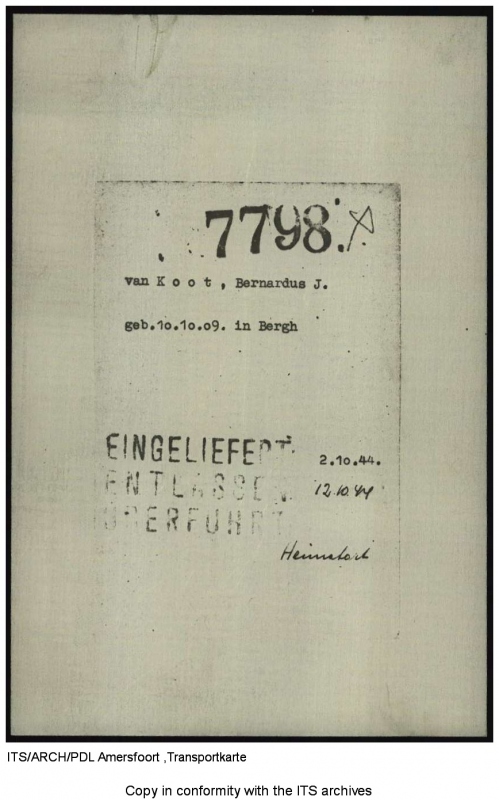 7798.
van K o o t , Bernardus J.
geb.10.10.09. in Bergh
EINGELIEFERT 2.10.44.
ENTLASSEN 12.10.44
ÜBERFÜHRT
ITS/ARCH/PDL Amersfoort ,Transportkarte
Copy in conformity with the ITS archives